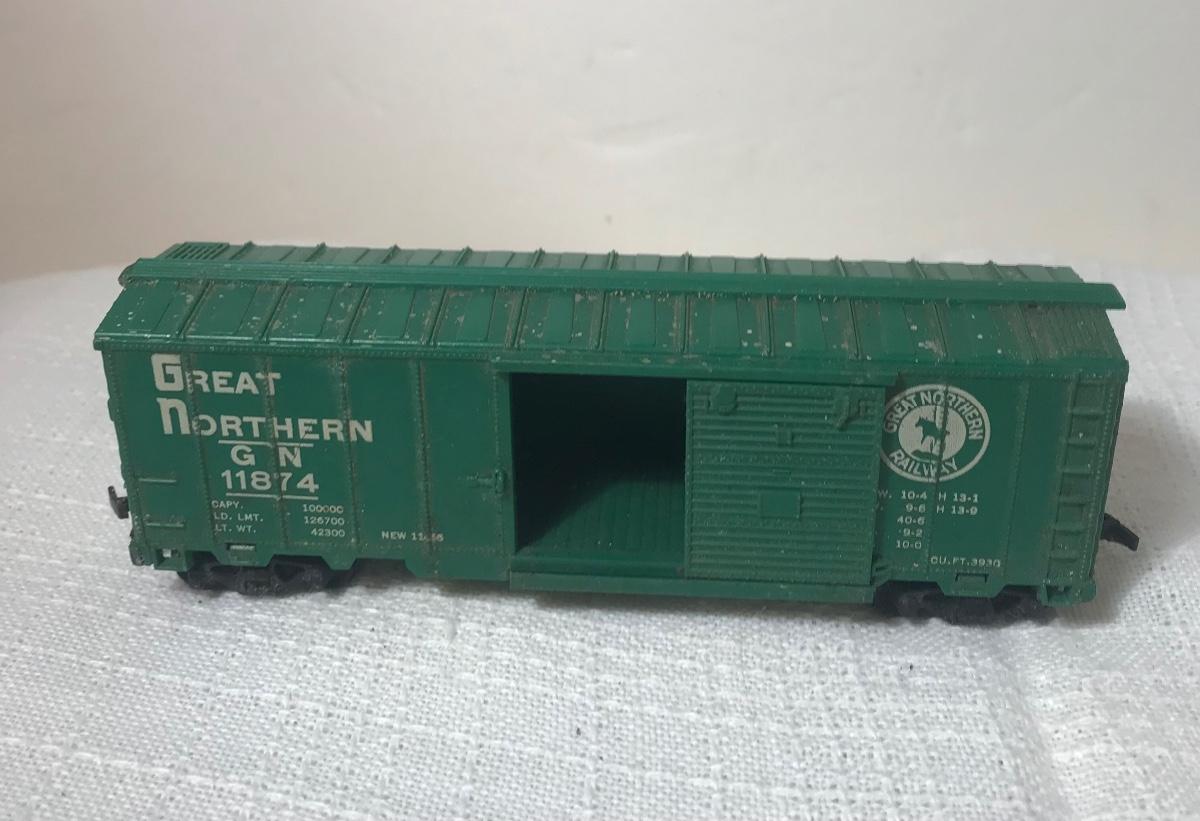 GREAT
NORTHERN
G N
11874
CAPY. 100000
LD. LMT. 126700
LT. WT. 42300
NEW
GREAT NORTHERN
RAILWAY
W. 10-4 H 13-1
9-6 H 13-9
40-6
9-2
10-0
CU.FT.3930